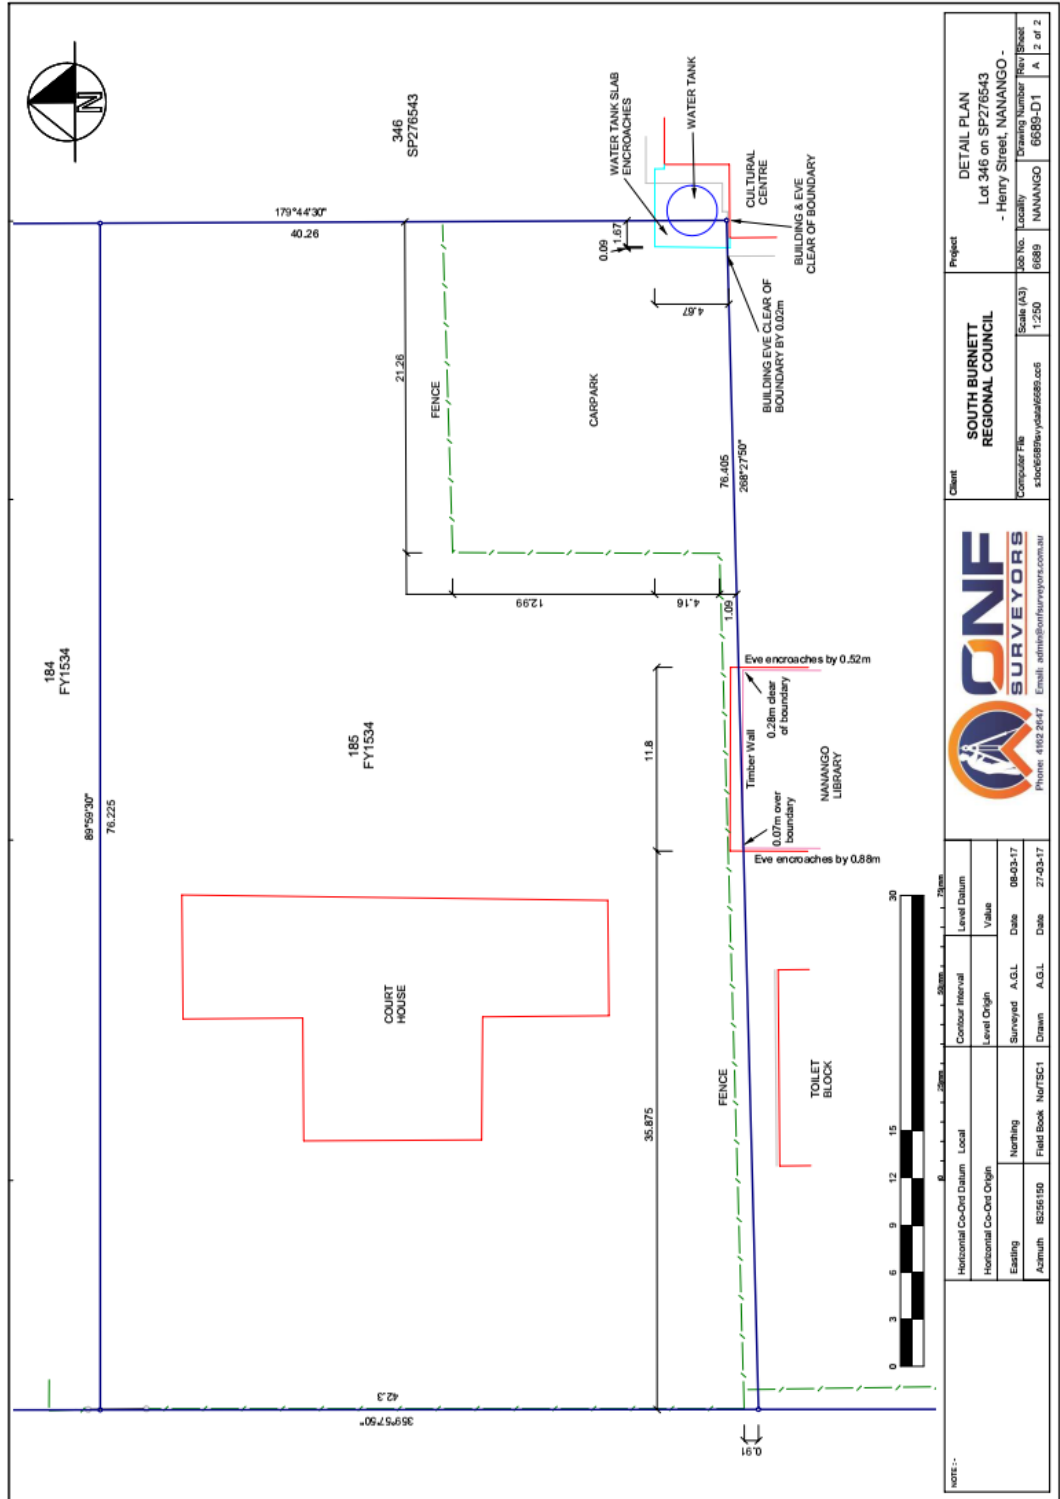 N
346
SP276543
184
FY1534
185
FY1534
89°59'30"
76.225
179°44'30"
40.26
0.09
1.67
WATER TANK SLAB
ENCROACHES
WATER TANK
CULTURAL
CENTRE
BUILDING & EVE
CLEAR OF BOUNDARY
BUILDING EVE CLEAR OF
BOUNDARY BY 0.02m
4.67
21.26
FENCE
CARPARK
12.99
4.16
1.09
76.405
268°27'50"
Eve encroaches by 0.52m
0.28m clear
of boundary
Timber Wall
11.8
NANANGO
LIBRARY
0.07m over
boundary
Eve encroaches by 0.88m
COURT
HOUSE
TOILET
BLOCK
FENCE
35.875
42.3
359°57'50"
0.91
0 3 6 9 12 15 30
0 25mm 50mm 75mm
NOTE :-
Horizontal Co-Ord Datum Local
Horizontal Co-Ord Origin
Easting Northing
Azimuth IS256150 Field Book No/TSC1
Contour Interval Level Datum
Level Origin Value
Surveyed A.G.L Date 08-03-17
Drawn A.G.L Date 27-03-17
ONF
SURVEYORS
Phone: 4162 2647 Email: admin@onfsurveyors.com.au
Client
SOUTH BURNETT
REGIONAL COUNCIL
Computer File
Scale (A3)
1:250
Project
DETAIL PLAN
Lot 346 on SP276543
- Henry Street, NANANGO -
Job No. Locality Drawing Number Rev Sheet
6689 NANANGO 6689-D1 A 2 of 2